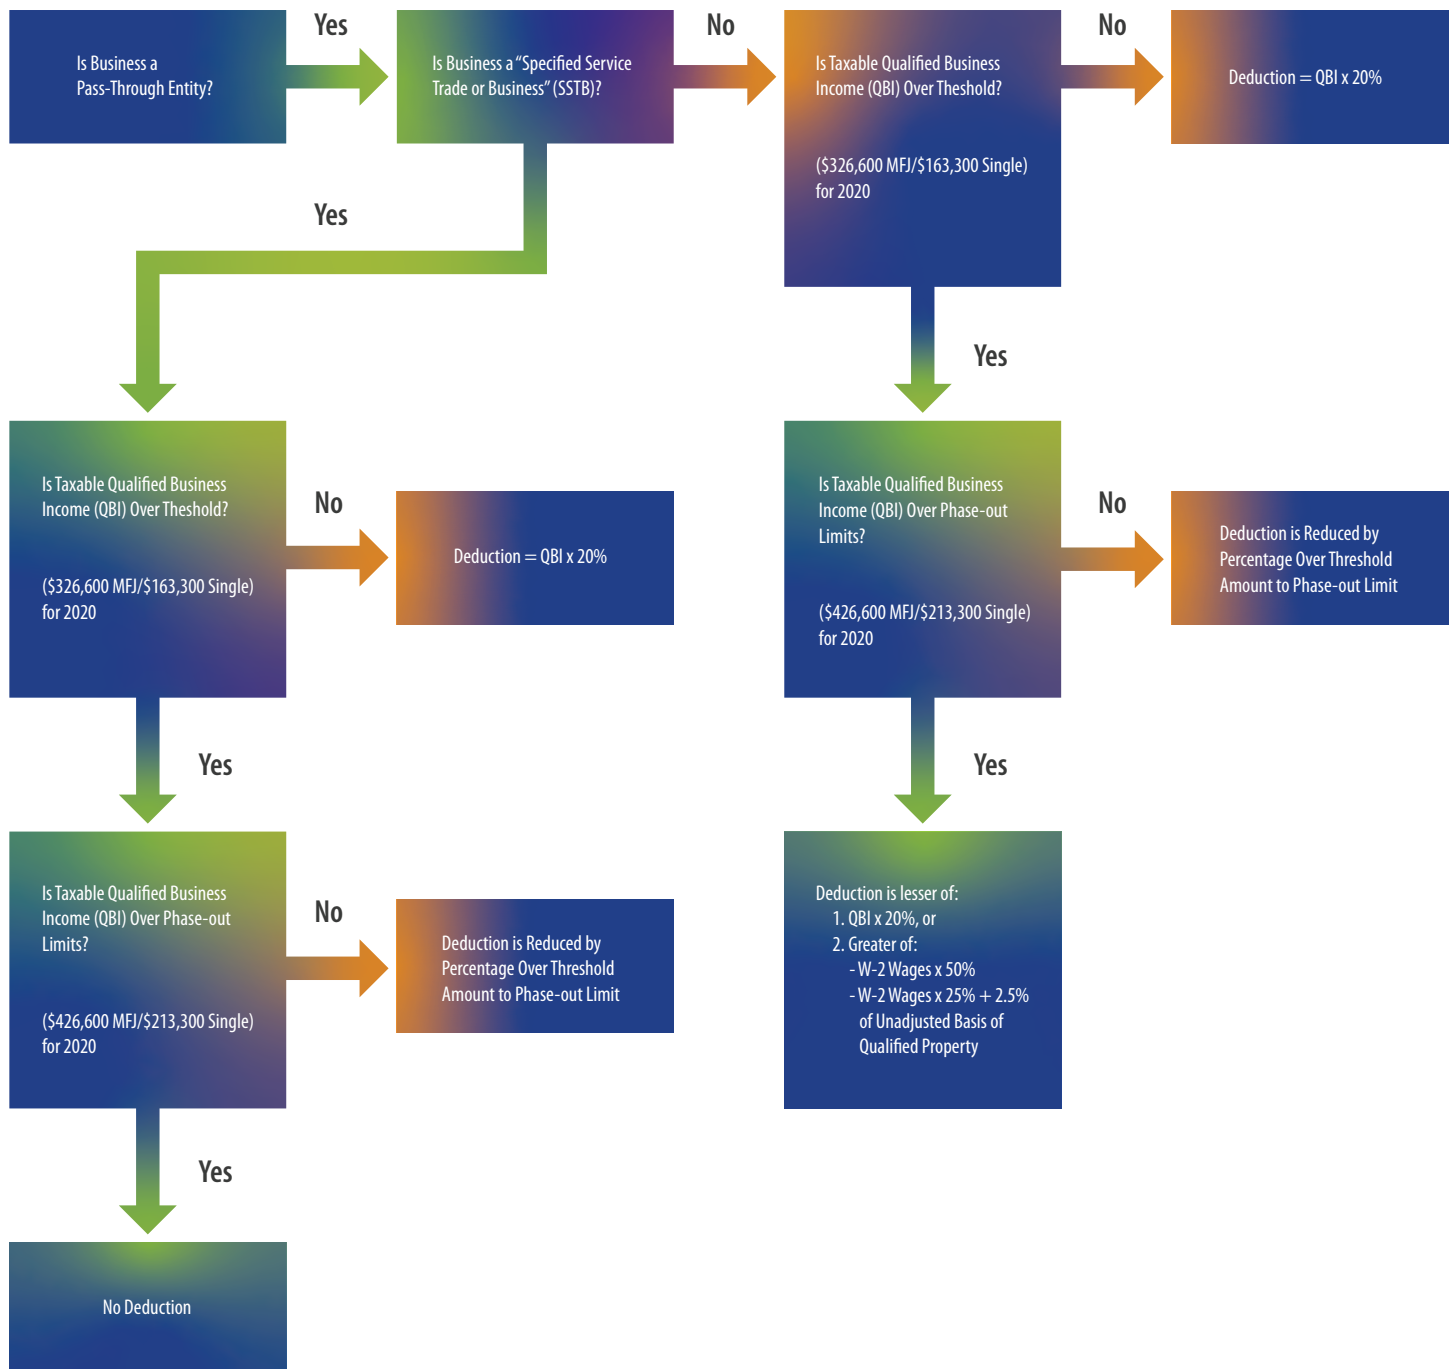 Yes
No
No
Is Business a
Pass-Through Entity?
Is Business a “Specified Service
Trade or Business” (SSTB)?
Is Taxable Qualified Business
Income (QBI) Over Theshold?
($326,600 MFJ/$163,300 Single)
for 2020
Deduction = QBI x 20%
Yes
Yes
Is Taxable Qualified Business
Income (QBI) Over Theshold?
($326,600 MFJ/$163,300 Single)
for 2020
No
Deduction = QBI x 20%
Is Taxable Qualified Business
Income (QBI) Over Phase-out
Limits?
($426,600 MFJ/$213,300 Single)
for 2020
No
Deduction is Reduced by
Percentage Over Threshold
Amount to Phase-out Limit
Yes
Yes
Is Taxable Qualified Business
Income (QBI) Over Phase-out
Limits?
($426,600 MFJ/$213,300 Single)
for 2020
No
Deduction is Reduced by
Percentage Over Threshold
Amount to Phase-out Limit
Deduction is lesser of:
1. QBI x 20%, or
2. Greater of:
- W-2 Wages x 50%
- W-2 Wages x 25% + 2.5%
of Unadjusted Basis of
Qualified Property
Yes
No Deduction